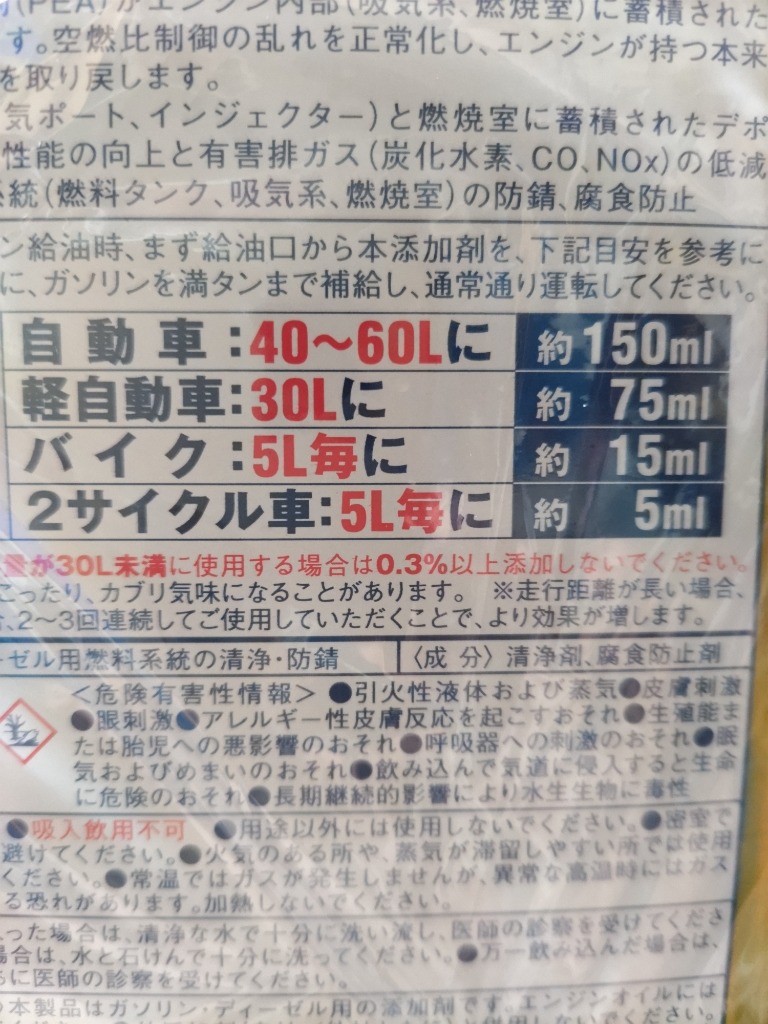 (PEA)がエンジン内部(吸気系、燃焼室)に蓄積された
す。空燃比制御の乱れを正常化し、エンジンが持つ本来
を取り戻します。
気ポート、インジェクター)と燃焼室に蓄積されたデポ
性能の向上と有害排ガス(炭化水素、CO、NOx)の低減
系統(燃料タンク、吸気系、燃焼室)の防錆、腐食防止
ン給油時、まず給油口から本添加剤を、下記目安を参考に
に、ガソリンを満タンまで補給し、通常通り運転してください。
自動車:40〜60Lに 約150ml
軽自動車:30Lに 約75ml
バイク:5L毎に 約15ml
2サイクル車:5L毎に 約5ml
量が30L未満に使用する場合は0.3%以上添加しないでください。
こったり、カブリ気味になることがあります。 ※走行距離が長い場合、
、2〜3回連続してご使用していただくことで、より効果が増します。
ーゼル用燃料系統の清浄・防錆 〈成分〉清浄剤、腐食防止剤
<危険有害性情報> ●引火性液体および蒸気●皮膚刺激
●眼刺激●アレルギー性皮膚反応を起こすおそれ●生殖能ま
たは胎児への悪影響のおそれ●呼吸器への刺激のおそれ●眠
気およびめまいのおそれ●飲み込んで気道に侵入すると生命
に危険のおそれ●長期継続的影響により水生生物に毒性
●吸入飲用不可 ●用途以外には使用しないでください。●密室で
避けてください。●火気のある所や、蒸気が滞留しやすい所では使用
ください。●常温ではガスが発生しませんが、異常な高温時にはガス
る恐れがあります。加熱しないでください。
った場合は、清浄な水で十分に洗い流し、医師の診察を受けてくださ
場合は、水と石けんで十分に洗ってください。●万一飲み込んだ場合は、
ちに医師の診察を受けてください。
本製品はガソリン・ディーゼル用の添加剤です。エンジンオイルには